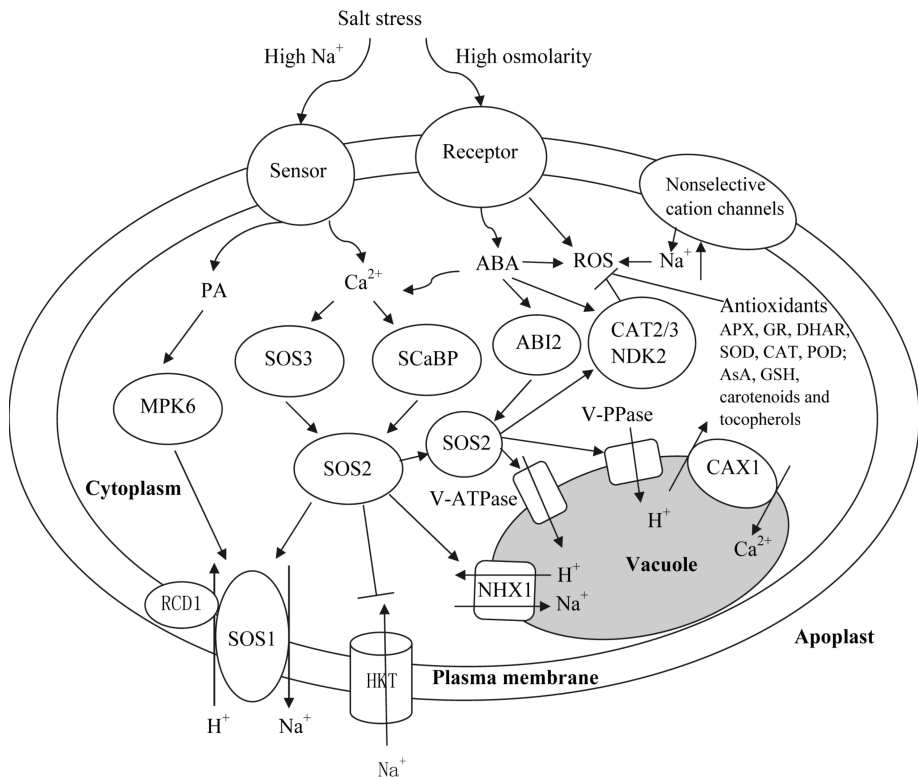 Salt stress
High Na⁺
High osmolarity
Sensor
Receptor
Nonselective
cation channels
PA
Ca²⁺
ABA
ROS
Na⁺
Antioxidants
APX, GR, DHAR,
SOD, CAT, POD;
AsA, GSH,
carotenoids and
tocopherols
SOS3
SCaBP
ABI2
CAT2/3
NDK2
MPK6
SOS2
SOS2
V-PPase
V-ATPase
CAX1
Cytoplasm
H⁺
Ca²⁺
Vacuole
RCD1
SOS1
NHX1
H⁺
Na⁺
HKT
Plasma membrane
Apoplast
H⁺
Na⁺
Na⁺